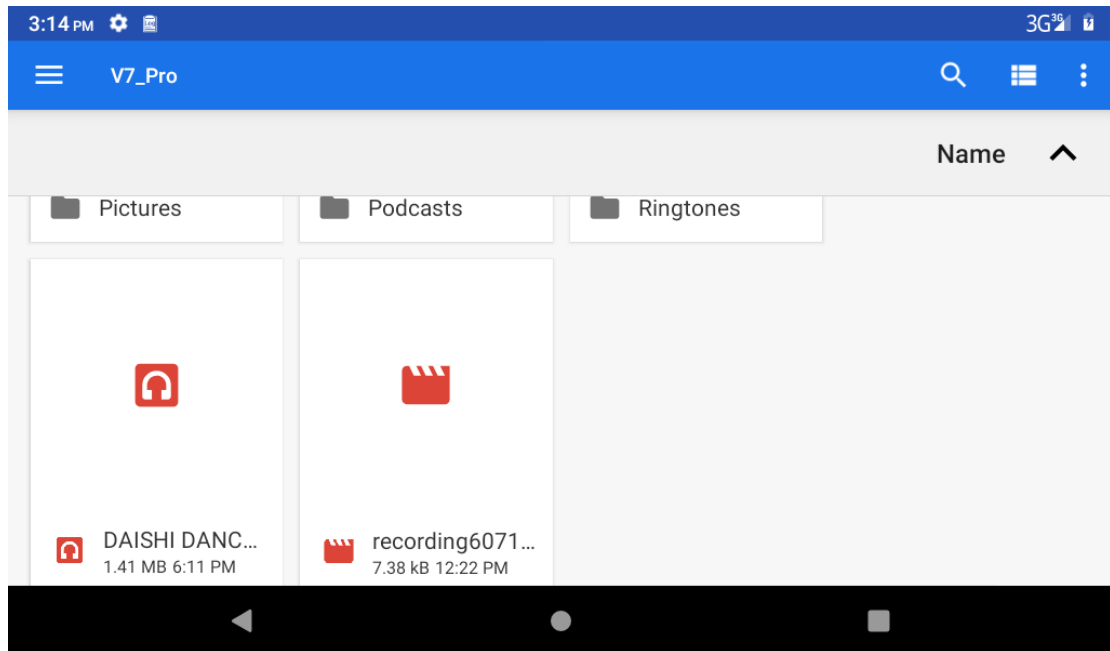 3:14 PM 3G 3G
V7_Pro
Name
Pictures Podcasts Ringtones
DAISHI DANC... recording6071...
1.41 MB 6:11 PM 7.38 kB 12:22 PM